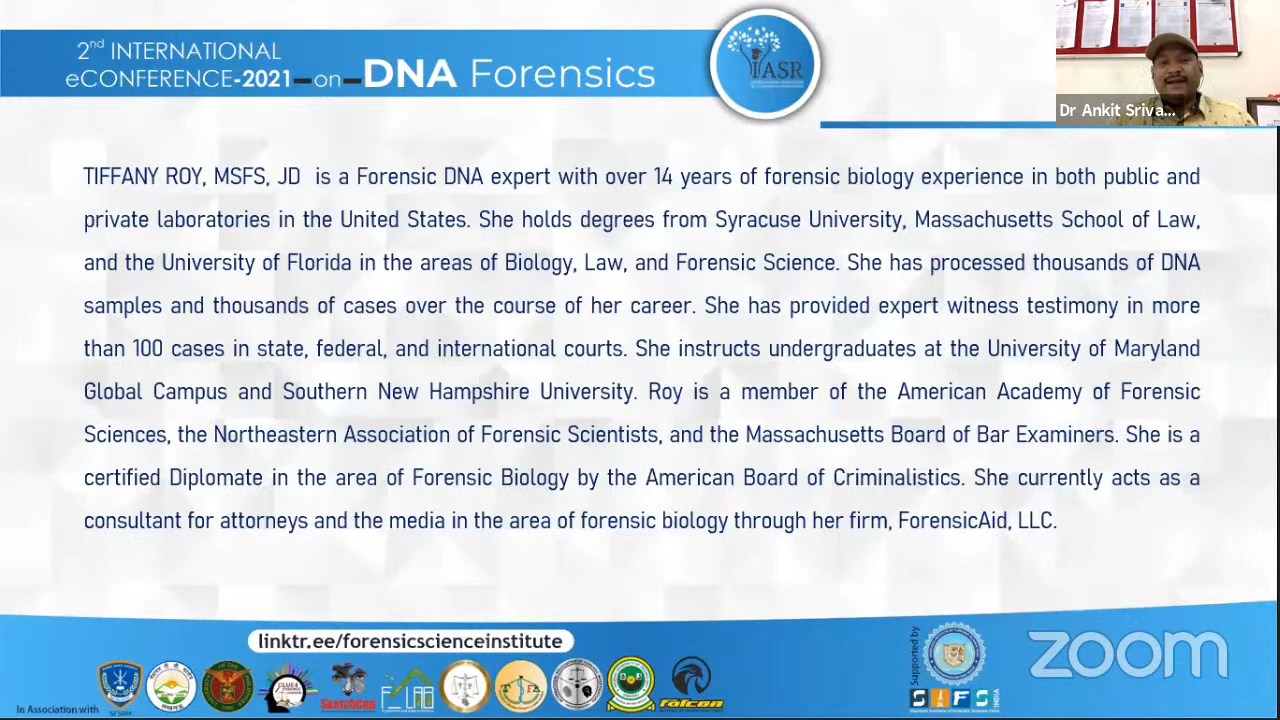 2nd INTERNATIONAL
eCONFERENCE-2021-on-DNA Forensics
IASR
Dr Ankit Sriva...
TIFFANY ROY, MSFS, JD is a Forensic DNA expert with over 14 years of forensic biology experience in both public and
private laboratories in the United States. She holds degrees from Syracuse University, Massachusetts School of Law,
and the University of Florida in the areas of Biology, Law, and Forensic Science. She has processed thousands of DNA
samples and thousands of cases over the course of her career. She has provided expert witness testimony in more
than 100 cases in state, federal, and international courts. She instructs undergraduates at the University of Maryland
Global Campus and Southern New Hampshire University. Roy is a member of the American Academy of Forensic
Sciences, the Northeastern Association of Forensic Scientists, and the Massachusetts Board of Bar Examiners. She is a
certified Diplomate in the area of Forensic Biology by the American Board of Criminalistics. She currently acts as a
consultant for attorneys and the media in the area of forensic biology through her firm, ForensicAid, LLC.
linktr.ee/forensicscienceinstitute
In Association with
SketchCop
falcon
Supported by
SIFS
INDIA
zoom